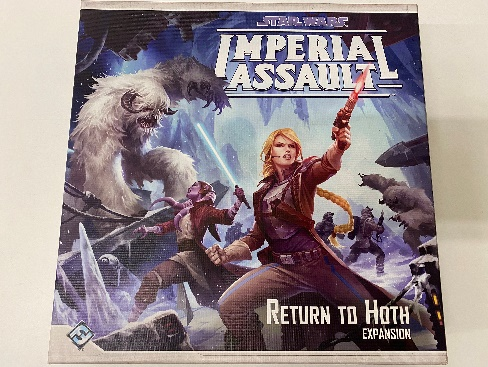 STAR WARS
IMPERIAL
ASSAULT
RETURN TO HOTH
EXPANSION